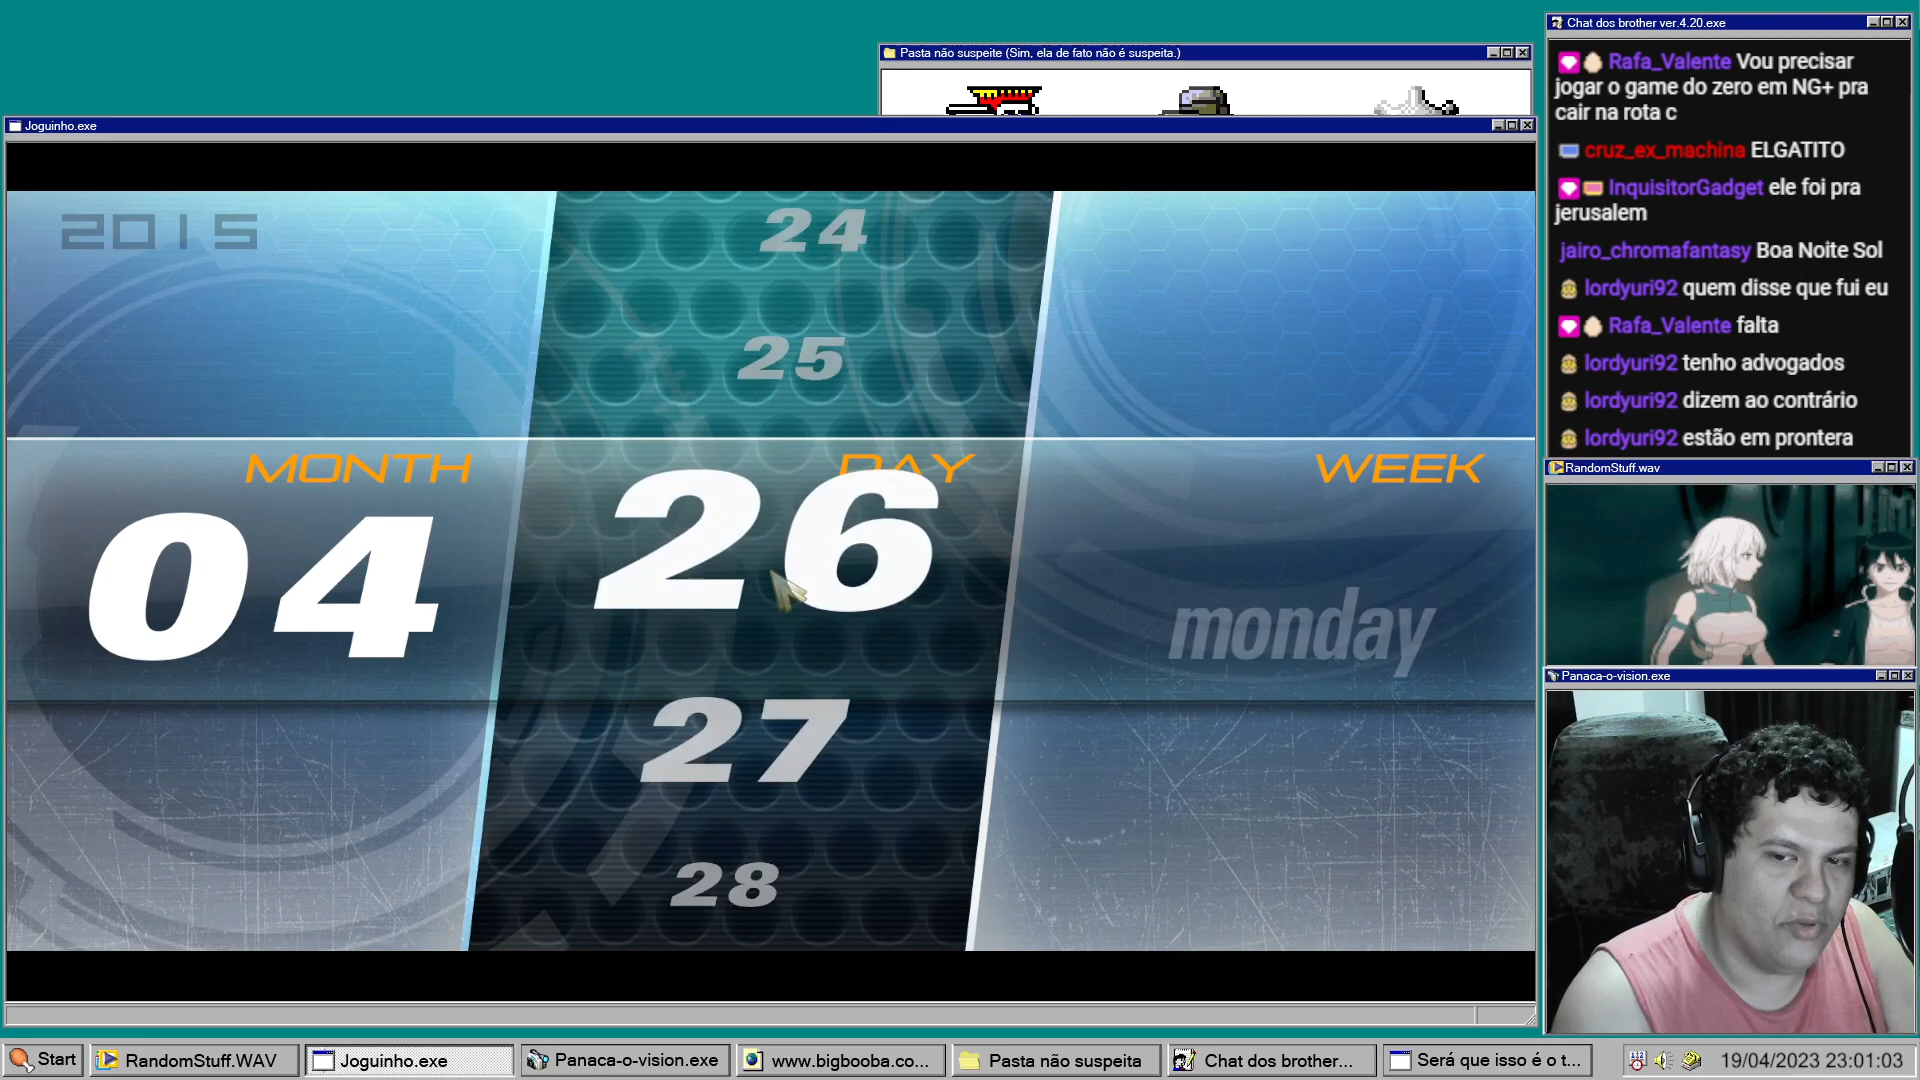 Pasta não suspeite (Sim, ela de fato não é suspeita.)
Joguinho.exe
2015
24
25
MONTH
DAY
WEEK
04
26
monday
27
28
Chat dos brother ver.4.20.exe
Rafa_Valente Vou precisar
jogar o game do zero em NG+ pra
cair na rota c
cruz_ex_machina ELGATITO
InquisitorGadget ele foi pra
jerusalem
jairo_chromafantasy Boa Noite Sol
lordyuri92 quem disse que fui eu
Rafa_Valente falta
lordyuri92 tenho advogados
lordyuri92 dizem ao contrário
lordyuri92 estão em prontera
RandomStuff.wav
Panaca-o-vision.exe
Start
RandomStuff.WAV
Joguinho.exe
Panaca-o-vision.exe
www.bigbooba.co...
Pasta não suspeita
Chat dos brother...
Será que isso é o t...
19/04/2023 23:01:03